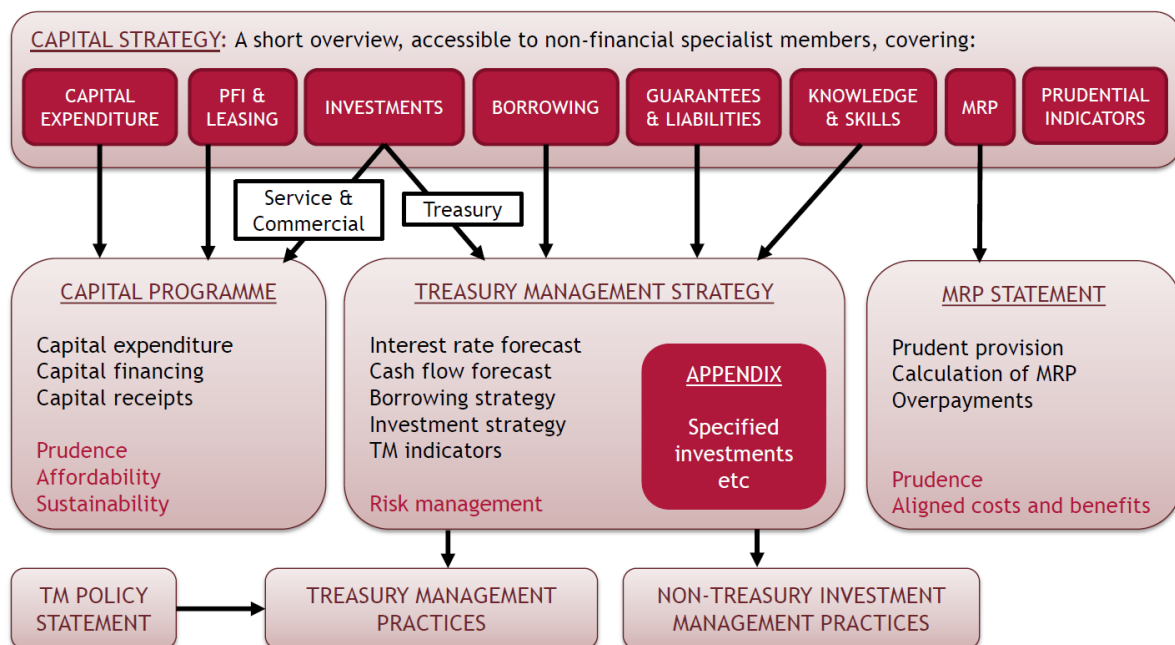 CAPITAL STRATEGY: A short overview, accessible to non-financial specialist members, covering:
CAPITAL
EXPENDITURE
PFI &
LEASING
INVESTMENTS
BORROWING
GUARANTEES
& LIABILITIES
KNOWLEDGE
& SKILLS
MRP
PRUDENTIAL
INDICATORS
Service &
Commercial
Treasury
CAPITAL PROGRAMME
Capital expenditure
Capital financing
Capital receipts
Prudence
Affordability
Sustainability
TREASURY MANAGEMENT STRATEGY
Interest rate forecast
Cash flow forecast
Borrowing strategy
Investment strategy
TM indicators
Risk management
APPENDIX
Specified
investments
etc
MRP STATEMENT
Prudent provision
Calculation of MRP
Overpayments
Prudence
Aligned costs and benefits
TM POLICY
STATEMENT
TREASURY MANAGEMENT
PRACTICES
NON-TREASURY INVESTMENT
MANAGEMENT PRACTICES